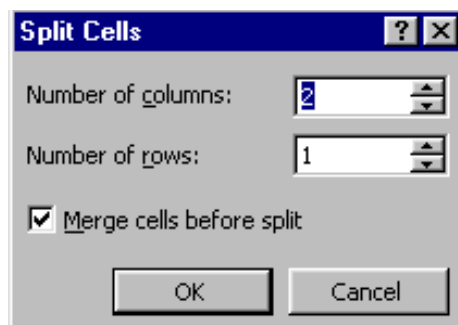 Split Cells
Number of columns: 2
Number of rows: 1
Merge cells before split
OK Cancel